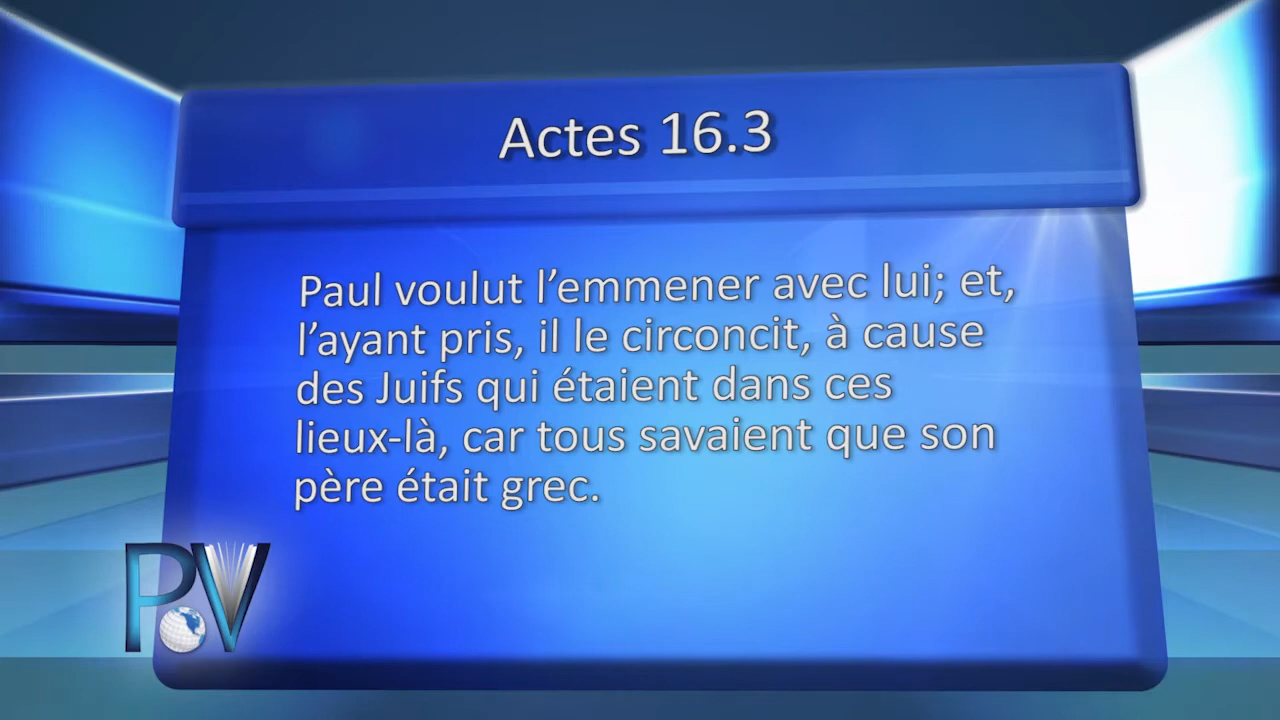 Actes 16.3
Paul voulut l’emmener avec lui; et,
l’ayant pris, il le circoncit, à cause
des Juifs qui étaient dans ces
lieux-là, car tous savaient que son
père était grec.
PV